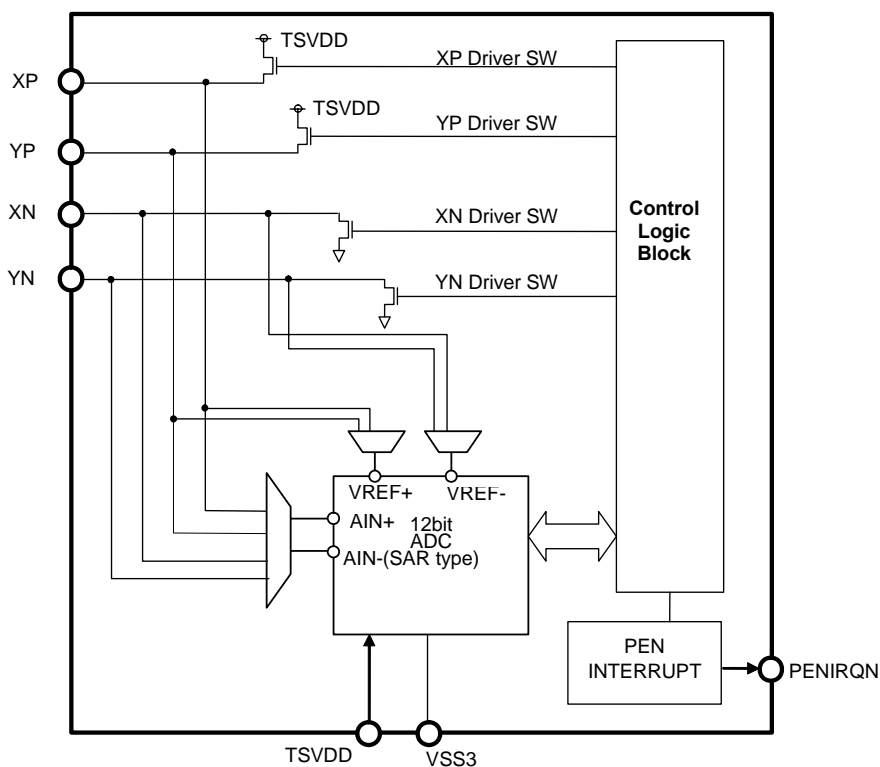 TSVDD
XP Driver SW
XP
TSVDD
YP Driver SW
YP
XN
XN Driver SW
Control
Logic
Block
YN
YN Driver SW
VREF+
VREF-
AIN+
12bit
ADC
AIN-(SAR type)
PEN
INTERRUPT
PENIRQN
TSVDD
VSS3